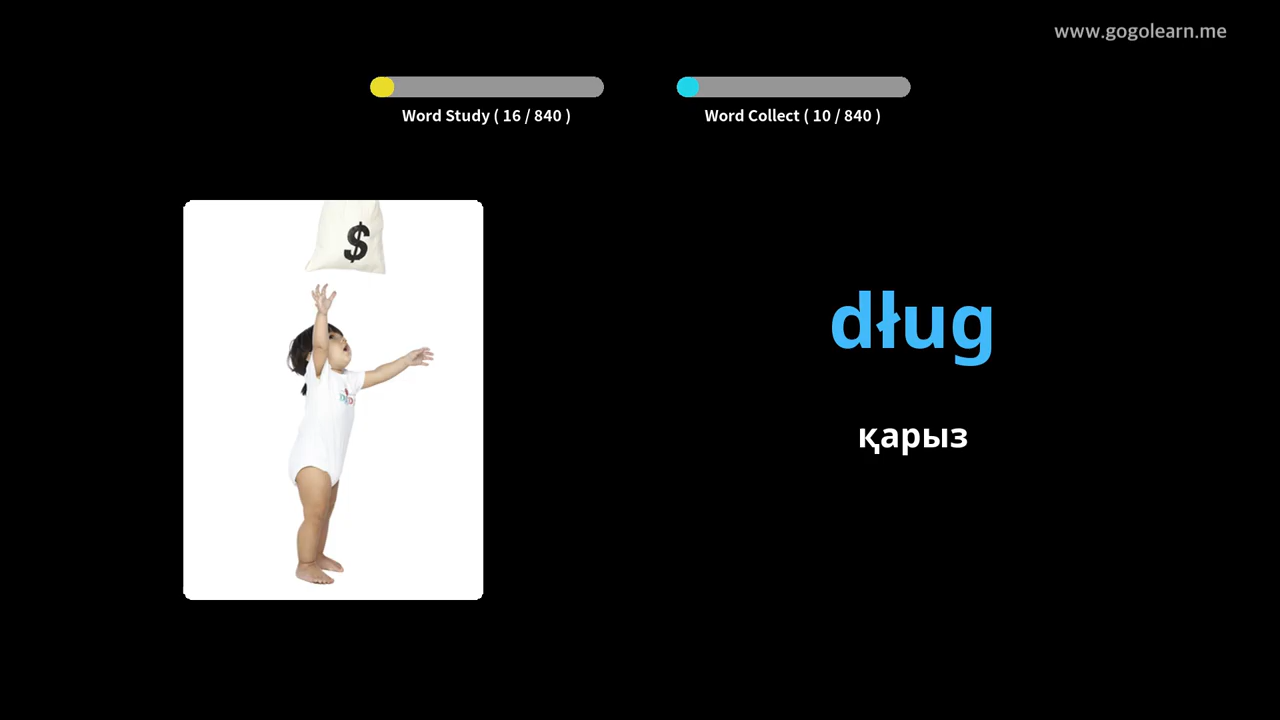 www.gogolearn.me
Word Study ( 16 / 840 )
Word Collect ( 10 / 840 )
$
dług
қарыз